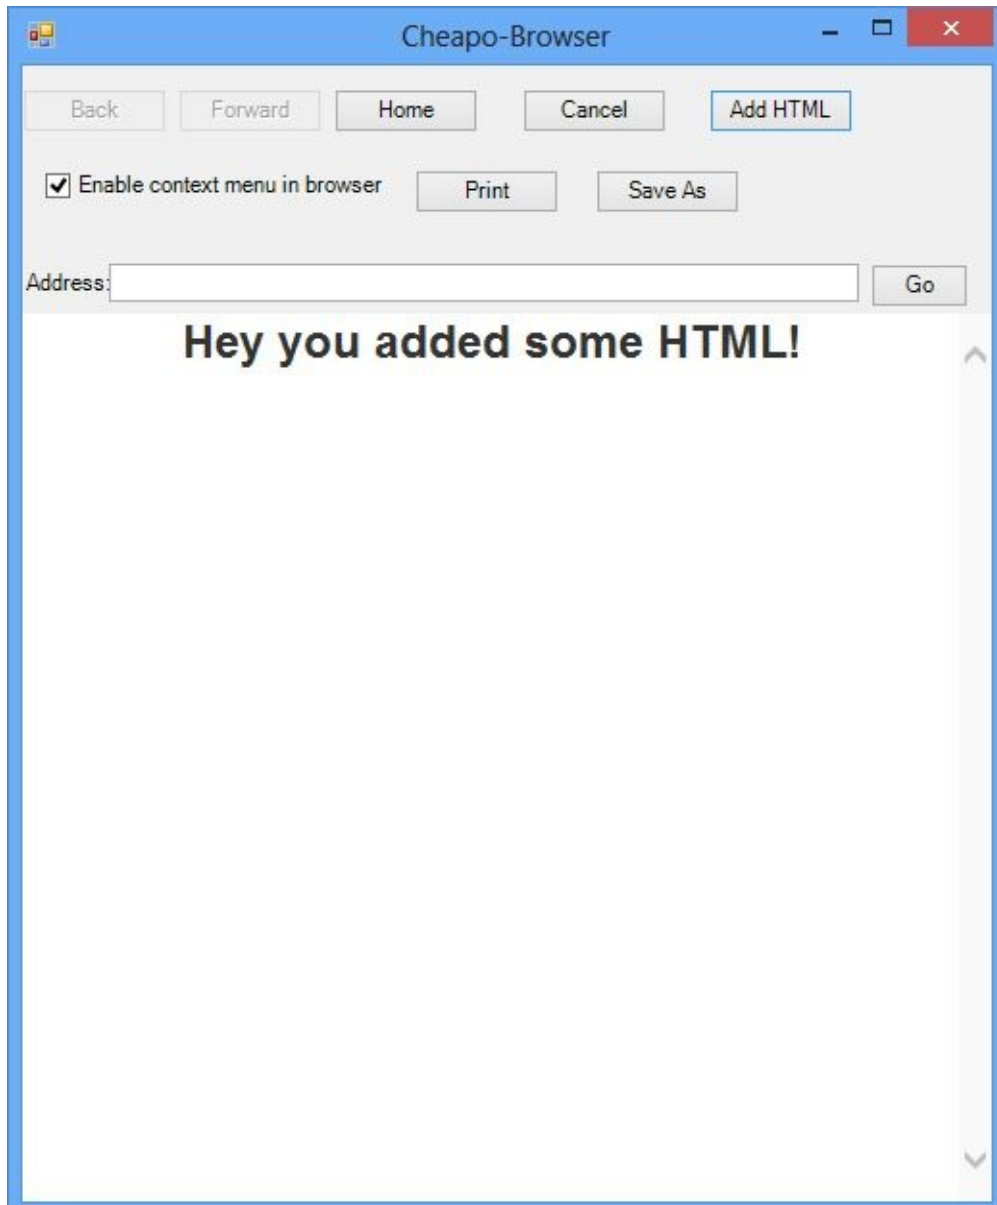 Cheapo-Browser
Back Forward Home Cancel Add HTML
Enable context menu in browser Print Save As
Address: Go
Hey you added some HTML!